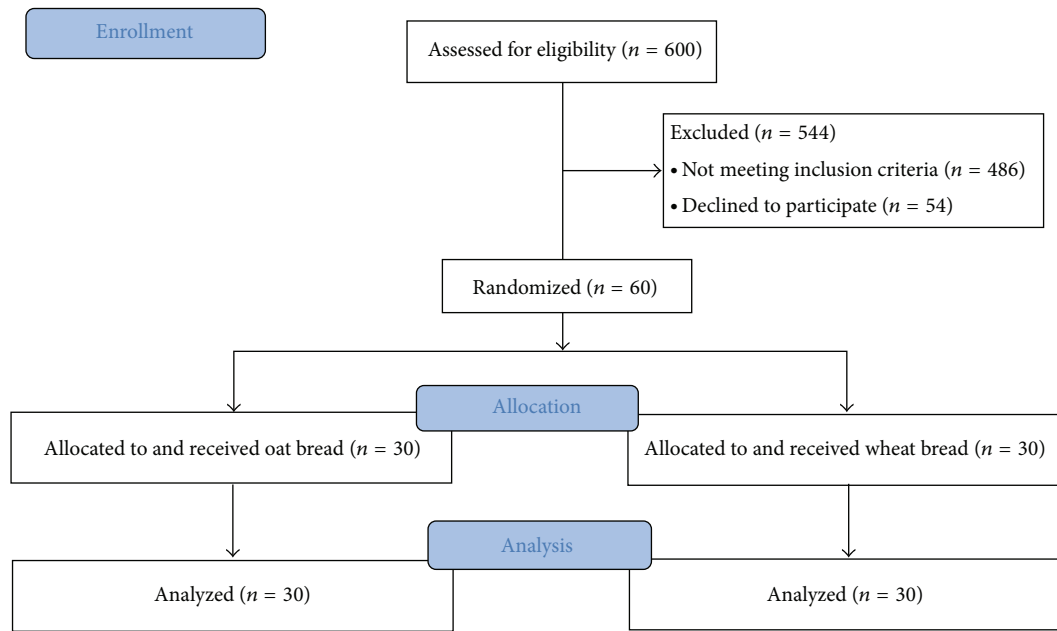 Enrollment
Assessed for eligibility (n = 600)
Excluded (n = 544)
• Not meeting inclusion criteria (n = 486)
• Declined to participate (n = 54)
Randomized (n = 60)
Allocation
Allocated to and received oat bread (n = 30)
Allocated to and received wheat bread (n = 30)
Analysis
Analyzed (n = 30)
Analyzed (n = 30)